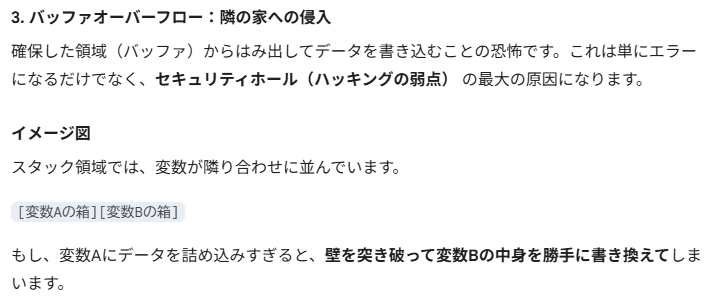 3. バッファオーバーフロー：隣の家への侵入
確保した領域（バッファ）からはみ出してデータを書き込むことの恐怖です。これは単にエラー
になるだけでなく、セキュリティホール（ハッキングの弱点） の最大の原因になります。
イメージ図
スタック領域では、変数が隣り合わせに並んでいます。
[変数Aの箱][変数Bの箱]
もし、変数Aにデータを詰め込みすぎると、壁を突き破って変数Bの中身を勝手に書き換えてしま
います。